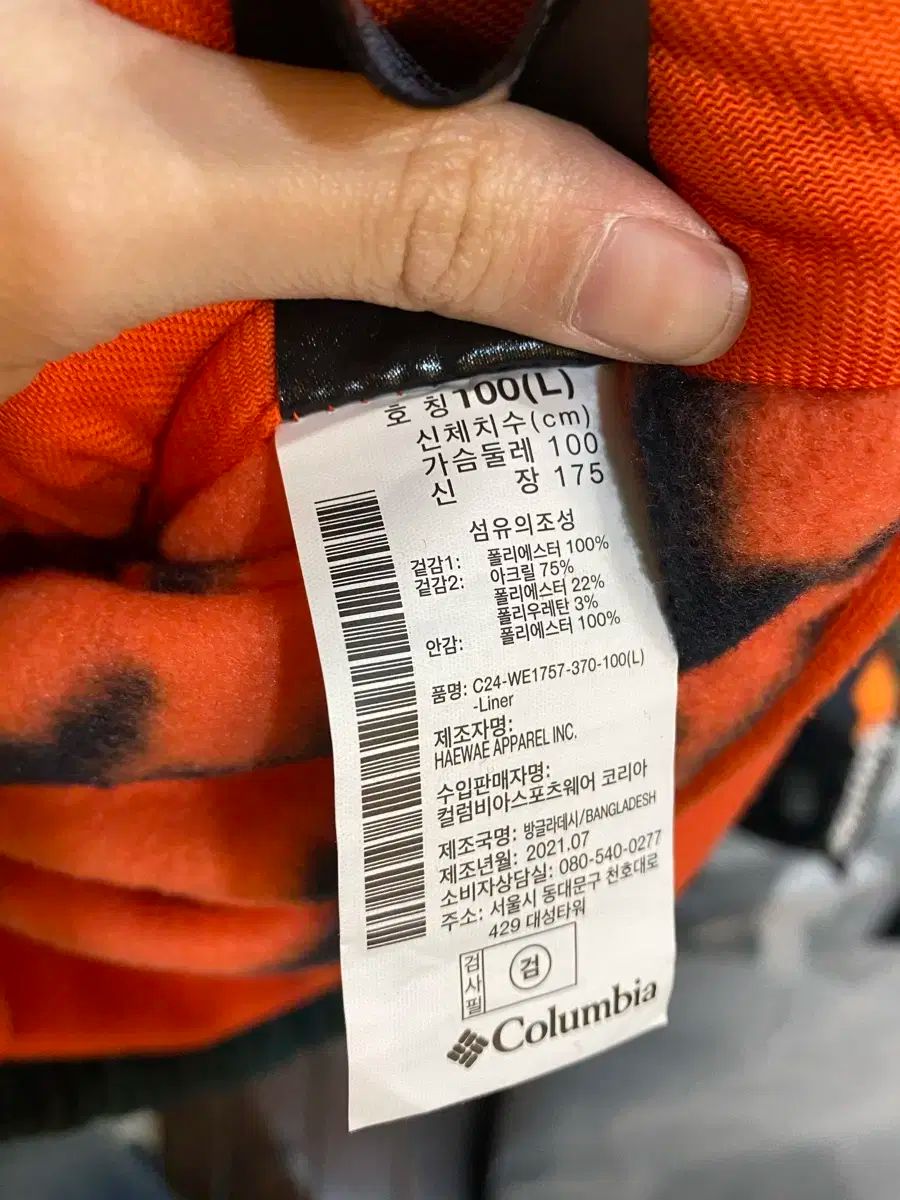 호 칭 100(L)
신체치수(cm)
가슴둘레 100
신 장 175
섬유의조성
겉감1: 폴리에스터 100%
겉감2: 아크릴 75%
폴리에스터 22%
폴리우레탄 3%
안감: 폴리에스터 100%
품명: C24-WE1757-370-100(L)
-Liner
제조자명:
HAEWAE APPAREL INC.
수입판매자명:
컬럼비아스포츠웨어 코리아
제조국명: 방글라데시/BANGLADESH
제조년월: 2021.07
소비자상담실: 080-540-0277
주소: 서울시 동대문구 천호대로
429 대성타워
검사필
검
Columbia